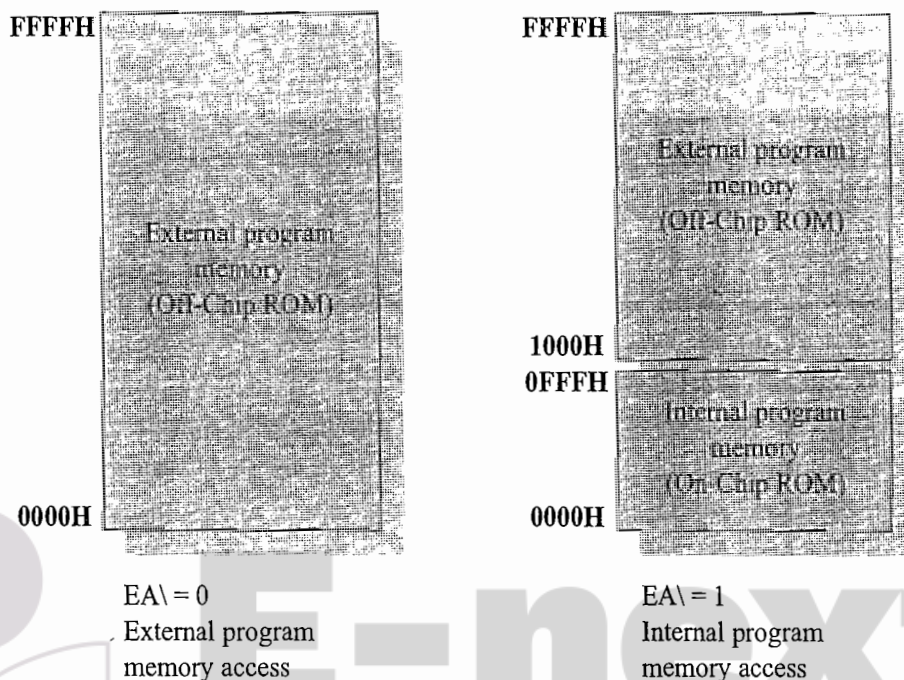 FFFFH
External program
memory
(Off-Chip ROM)
0000H
EA\ = 0
External program
memory access
FFFFH
External program
memory
(Off-Chip ROM)
1000H
0FFFH
Internal program
memory
(On-Chip ROM)
0000H
EA\ = 1
Internal program
memory access
E-next